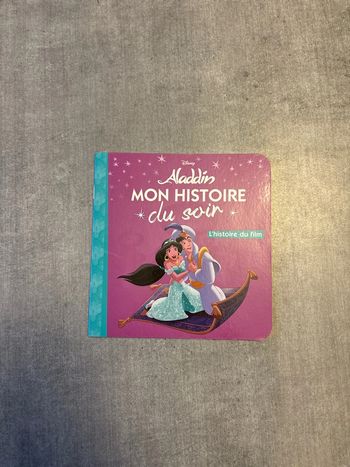 Disney
Aladdin
MON HISTOIRE
du soir
L'histoire du film